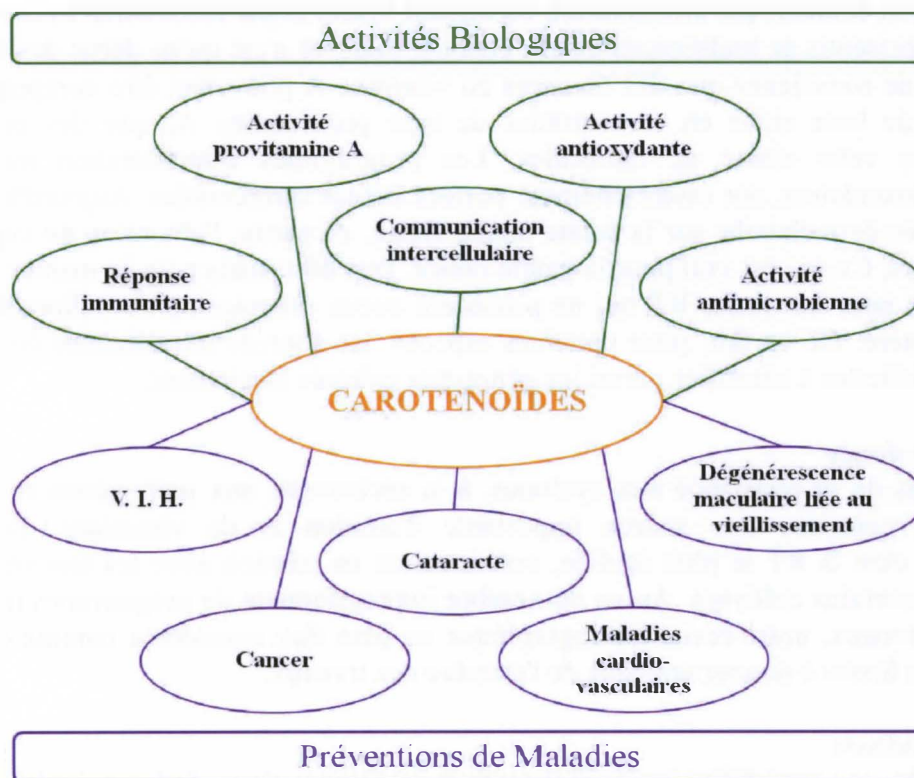 Activités Biologiques
Activité
provitamine A
Activité
antioxydante
Communication
intercellulaire
Réponse
immunitaire
Activité
antimicrobienne
CAROTENOÏDES
V. I. H.
Dégénérescence
maculaire liée au
vieillissement
Cataracte
Cancer
Maladies
cardio-
vasculaires
Préventions de Maladies